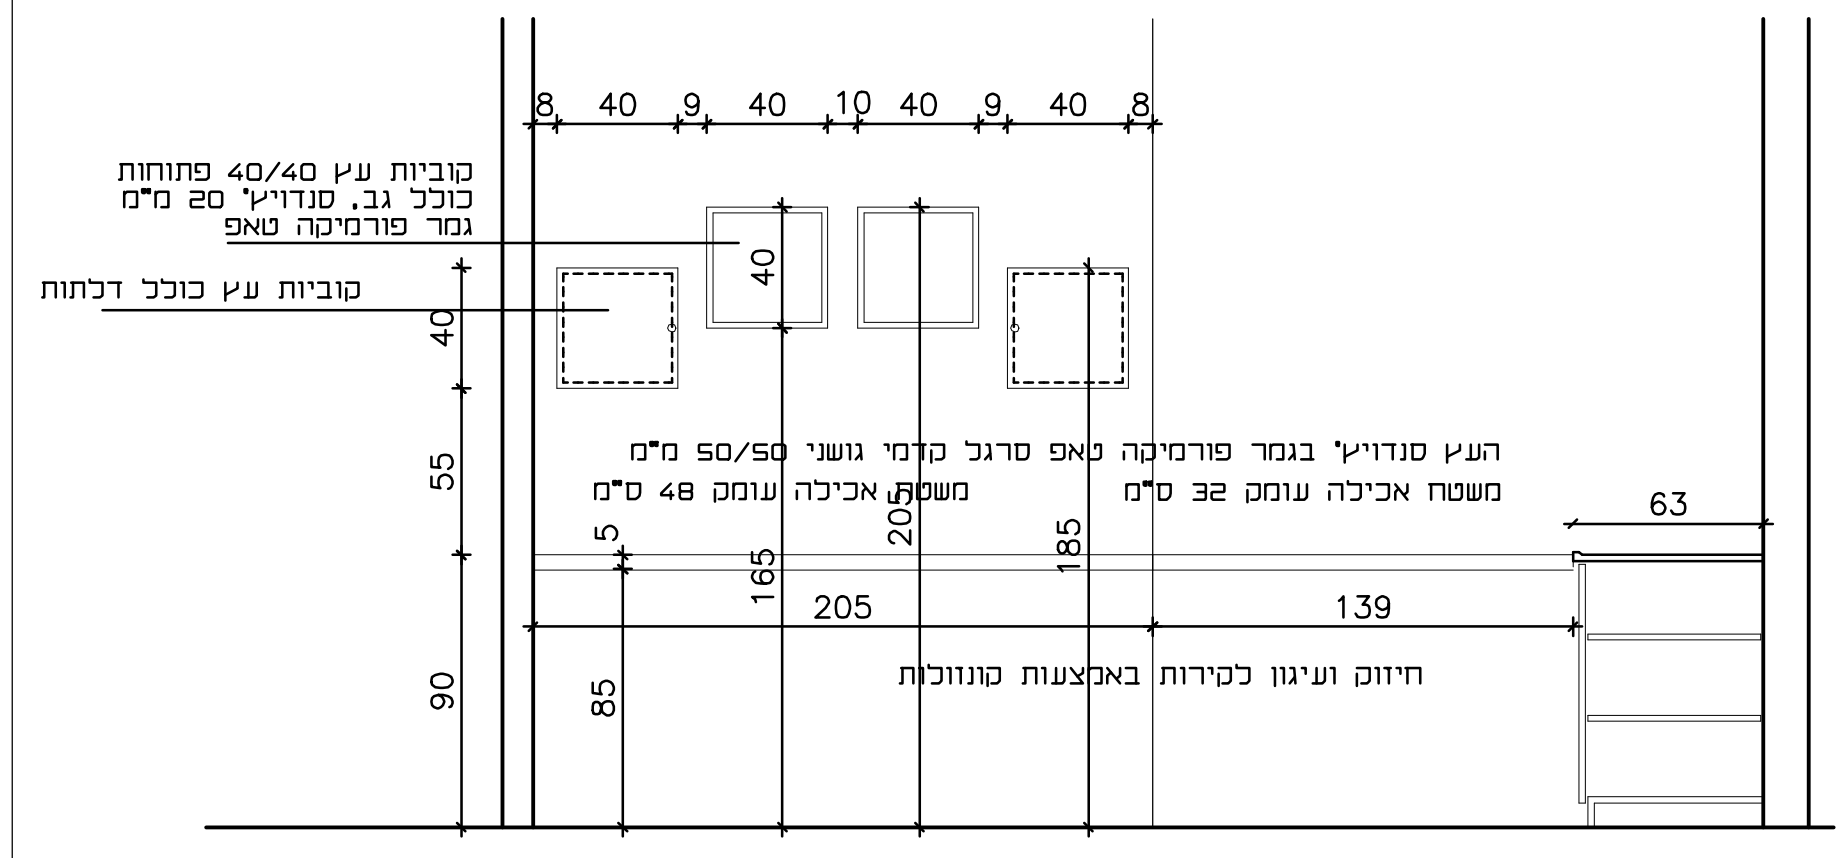 8 40 9 40 10 40 9 40 8
קוביות עץ 40/40 פתוחות
כולל גב. סנדויץ' 20 מ"מ
גמר פורמיקה טאפ
קוביות עץ כולל דלתות
40
40
55
העץ סנדויץ' בגמר פורמיקה טאפ סרגל קדמי גושני 50/50 מ"מ
משטח אכילה עומק 32 ס"מ
משטח אכילה עומק 48 ס"מ
63
5
205
185
165
205
139
חיזוק ועיגון לקירות באמצעות קונזולות
90
85